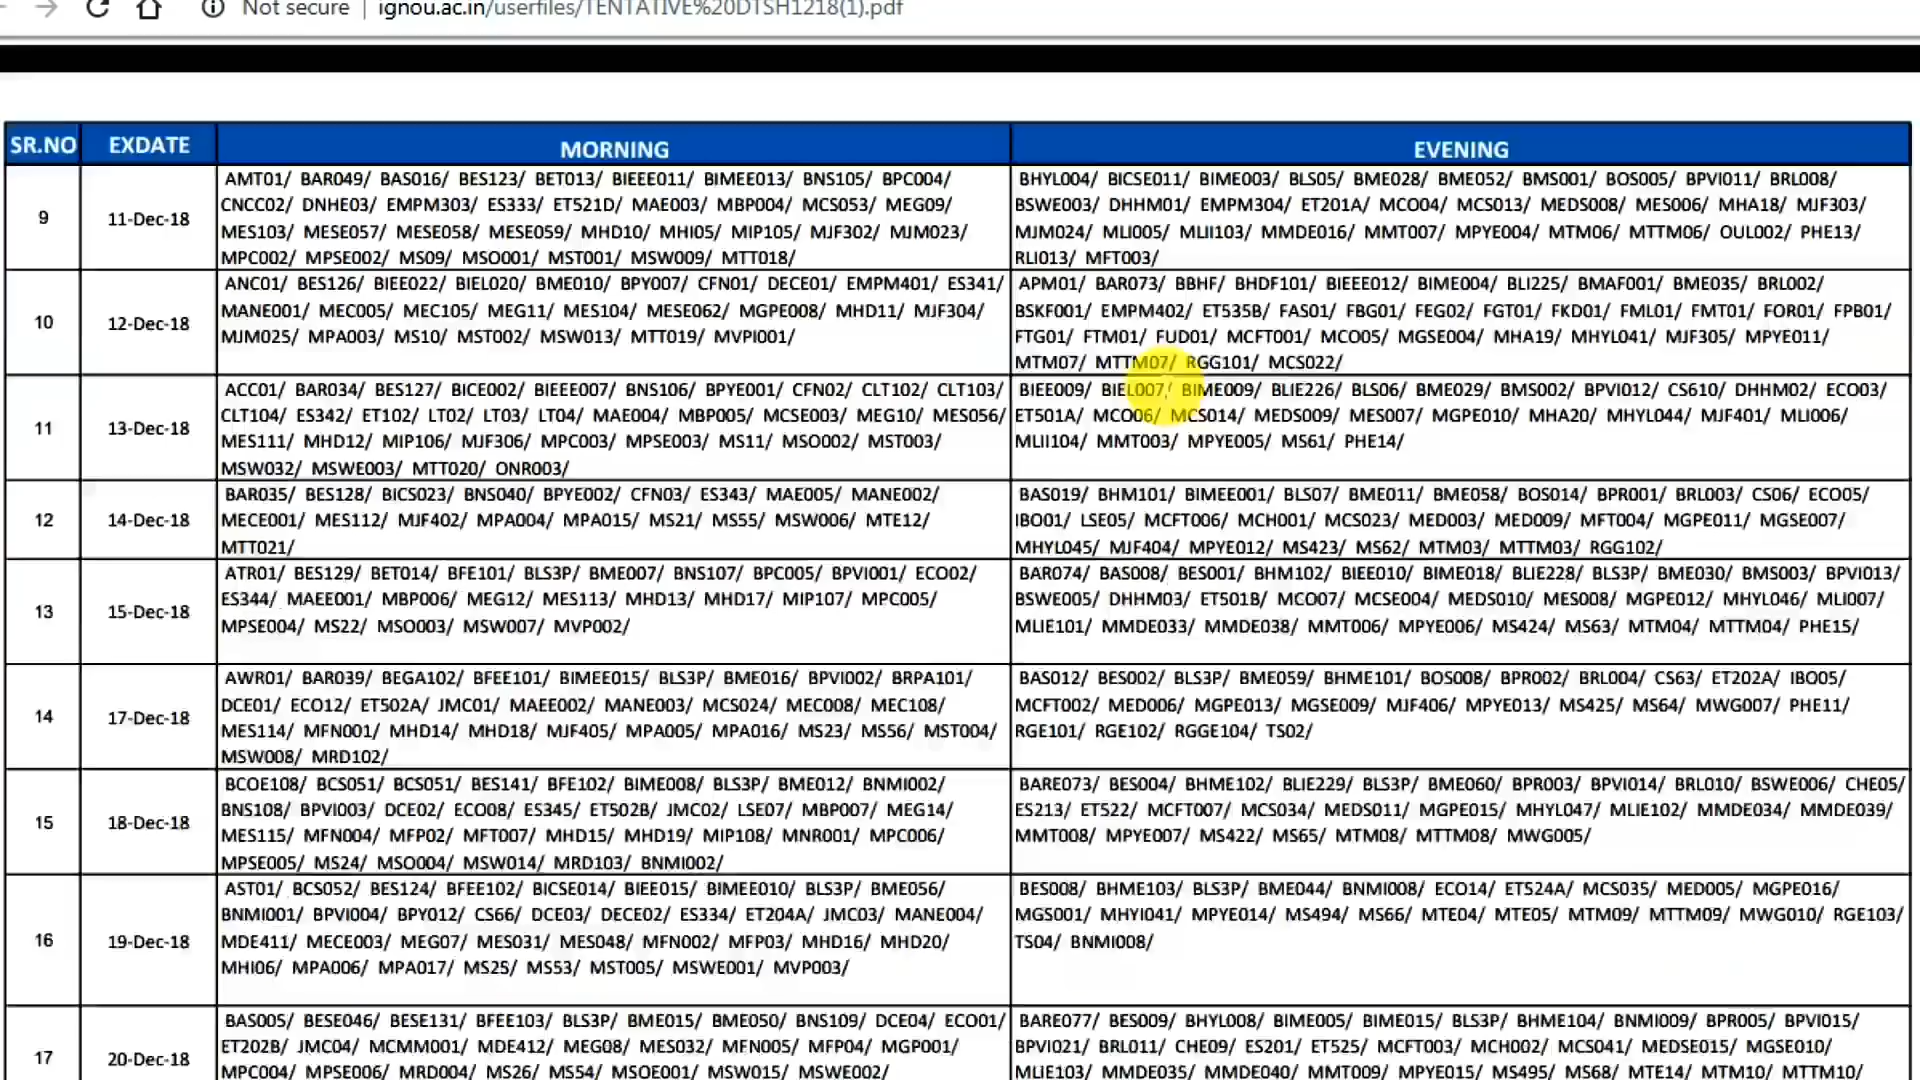 Not secure | ignou.ac.in/userfiles/TENTATIVE%20DTSH1218(1).pdf
SR.NO EXDATE MORNING EVENING
9 11-Dec-18
AMT01/ BAR049/ BAS016/ BES123/ BET013/ BIEEE011/ BIMEE013/ BNS105/ BPC004/
CNCC02/ DNHE03/ EMPM303/ ES333/ ET521D/ MAE003/ MBP004/ MCS053/ MEG09/
MES103/ MESE057/ MESE058/ MESE059/ MHD10/ MHI05/ MIP105/ MJF302/ MJM023/
MPC002/ MPSE002/ MS09/ MSO001/ MST001/ MSW009/ MTT018/
BHYL004/ BICSE011/ BIME003/ BLS05/ BME028/ BME052/ BMS001/ BOS005/ BPVI011/ BRL008/
BSWE003/ DHHM01/ EMPM304/ ET201A/ MCO04/ MCS013/ MEDS008/ MES006/ MHA18/ MJF303/
MJM024/ MLI005/ MLII103/ MMDE016/ MMT007/ MPYE004/ MTM06/ MTTM06/ OUL002/ PHE13/
RLI013/ MFT003/
10 12-Dec-18
ANC01/ BES126/ BIEE022/ BIEL020/ BME010/ BPY007/ CFN01/ DECE01/ EMPM401/ ES341/
MANE001/ MEC005/ MEC105/ MEG11/ MES104/ MESE062/ MGPE008/ MHD11/ MJF304/
MJM025/ MPA003/ MS10/ MST002/ MSW013/ MTT019/ MVPI001/
APM01/ BAR073/ BBHF/ BHDF101/ BIEEE012/ BIME004/ BLI225/ BMAF001/ BME035/ BRL002/
BSKF001/ EMPM402/ ET535B/ FAS01/ FBG01/ FEG02/ FGT01/ FKD01/ FML01/ FMT01/ FOR01/ FPB01/
FTG01/ FTM01/ FUD01/ MCFT001/ MCO05/ MGSE004/ MHA19/ MHYL041/ MJF305/ MPYE011/
MTM07/ MTTM07/ RGG101/ MCS022/
11 13-Dec-18
ACC01/ BAR034/ BES127/ BICE002/ BIEEE007/ BNS106/ BPYE001/ CFN02/ CLT102/ CLT103/
CLT104/ ES342/ ET102/ LT02/ LT03/ LT04/ MAE004/ MBP005/ MCSE003/ MEG10/ MES056/
MES111/ MHD12/ MIP106/ MJF306/ MPC003/ MPSE003/ MS11/ MSO002/ MST003/
MSW032/ MSWE003/ MTT020/ ONR003/
BIEE009/ BIEL007/ BIME009/ BLIE226/ BLS06/ BME029/ BMS002/ BPVI012/ CS610/ DHHM02/ ECO03/
ET501A/ MCO06/ MCS014/ MEDS009/ MES007/ MGPE010/ MHA20/ MHYL044/ MJF401/ MLI006/
MLII104/ MMT003/ MPYE005/ MS61/ PHE14/
12 14-Dec-18
BAR035/ BES128/ BICS023/ BNS040/ BPYE002/ CFN03/ ES343/ MAE005/ MANE002/
MECE001/ MES112/ MJF402/ MPA004/ MPA015/ MS21/ MS55/ MSW006/ MTE12/
MTT021/
BAS019/ BHM101/ BIMEE001/ BLS07/ BME011/ BME058/ BOS014/ BPR001/ BRL003/ CS06/ ECO05/
IBO01/ LSE05/ MCFT006/ MCH001/ MCS023/ MED003/ MED009/ MFT004/ MGPE011/ MGSE007/
MHYL045/ MJF404/ MPYE012/ MS423/ MS62/ MTM03/ MTTM03/ RGG102/
13 15-Dec-18
ATR01/ BES129/ BET014/ BFE101/ BLS3P/ BME007/ BNS107/ BPC005/ BPVI001/ ECO02/
ES344/ MAEE001/ MBP006/ MEG12/ MES113/ MHD13/ MHD17/ MIP107/ MPC005/
MPSE004/ MS22/ MSO003/ MSW007/ MVP002/
BAR074/ BAS008/ BES001/ BHM102/ BIEE010/ BIME018/ BLIE228/ BLS3P/ BME030/ BMS003/ BPVI013/
BSWE005/ DHHM03/ ET501B/ MCO07/ MCSE004/ MEDS010/ MES008/ MGPE012/ MHYL046/ MLI007/
MLIE101/ MMDE033/ MMDE038/ MMT006/ MPYE006/ MS424/ MS63/ MTM04/ MTTM04/ PHE15/
14 17-Dec-18
AWR01/ BAR039/ BEGA102/ BFEE101/ BIMEE015/ BLS3P/ BME016/ BPVI002/ BRPA101/
DCE01/ ECO12/ ET502A/ JMC01/ MAEE002/ MANE003/ MCS024/ MEC008/ MEC108/
MES114/ MFN001/ MHD14/ MHD18/ MJF405/ MPA005/ MPA016/ MS23/ MS56/ MST004/
MSW008/ MRD102/
BAS012/ BES002/ BLS3P/ BME059/ BHME101/ BOS008/ BPR002/ BRL004/ CS63/ ET202A/ IBO05/
MCFT002/ MED006/ MGPE013/ MGSE009/ MJF406/ MPYE013/ MS425/ MS64/ MWG007/ PHE11/
RGE101/ RGE102/ RGGE104/ TS02/
15 18-Dec-18
BCOE108/ BCS051/ BCS051/ BES141/ BFE102/ BIME008/ BLS3P/ BME012/ BNMI002/
BNS108/ BPVI003/ DCE02/ ECO08/ ES345/ ET502B/ JMC02/ LSE07/ MBP007/ MEG14/
MES115/ MFN004/ MFP02/ MFT007/ MHD15/ MHD19/ MIP108/ MNR001/ MPC006/
MPSE005/ MS24/ MSO004/ MSW014/ MRD103/ BNMI002/
BARE073/ BES004/ BHME102/ BLIE229/ BLS3P/ BME060/ BPR003/ BPVI014/ BRL010/ BSWE006/ CHE05/
ES213/ ET522/ MCFT007/ MCS034/ MEDS011/ MGPE015/ MHYL047/ MLIE102/ MMDE034/ MMDE039/
MMT008/ MPYE007/ MS422/ MS65/ MTM08/ MTTM08/ MWG005/
16 19-Dec-18
AST01/ BCS052/ BES124/ BFEE102/ BICSE014/ BIEE015/ BIMEE010/ BLS3P/ BME056/
BNMI001/ BPVI004/ BPY012/ CS66/ DCE03/ DECE02/ ES334/ ET204A/ JMC03/ MANE004/
MDE411/ MECE003/ MEG07/ MES031/ MES048/ MFN002/ MFP03/ MHD16/ MHD20/
MHI06/ MPA006/ MPA017/ MS25/ MS53/ MST005/ MSWE001/ MVP003/
BES008/ BHME103/ BLS3P/ BME044/ BNMI008/ ECO14/ ET524A/ MCS035/ MED005/ MGPE016/
MGS001/ MHYI041/ MPYE014/ MS494/ MS66/ MTE04/ MTE05/ MTM09/ MTTM09/ MWG010/ RGE103/
TS04/ BNMI008/
17 20-Dec-18
BAS005/ BESE046/ BESE131/ BFEE103/ BLS3P/ BME015/ BME050/ BNS109/ DCE04/ ECO01/
ET202B/ JMC04/ MCMM001/ MDE412/ MEG08/ MES032/ MFN005/ MFP04/ MGP001/
MPC004/ MPSE006/ MRD004/ MS26/ MS54/ MSOE001/ MSW015/ MSWE002/
BARE077/ BES009/ BHYL008/ BIME005/ BIME015/ BLS3P/ BHME104/ BNMI009/ BPR005/ BPVI015/
BPVI021/ BRL011/ CHE09/ ES201/ ET525/ MCFT003/ MCH002/ MCS041/ MEDSE015/ MGSE010/
MLIE103/ MMDE035/ MMDE040/ MMT009/ MPYE015/ MS495/ MS68/ MTE14/ MTM10/ MTTM10/